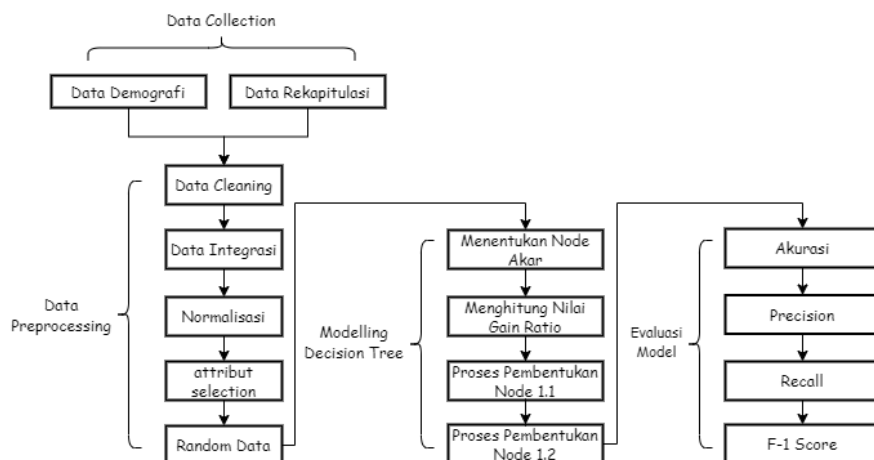 Data Collection
Data Demografi
Data Rekapitulasi
Data Cleaning
Data Integrasi
Normalisasi
attribut
selection
Random Data
Data
Preprocessing
Menentukan Node
Akar
Menghitung Nilai
Gain Ratio
Proses Pembentukan
Node 1.1
Proses Pembentukan
Node 1.2
Modelling
Decision Tree
Akurasi
Precision
Recall
F-1 Score
Evaluasi
Model